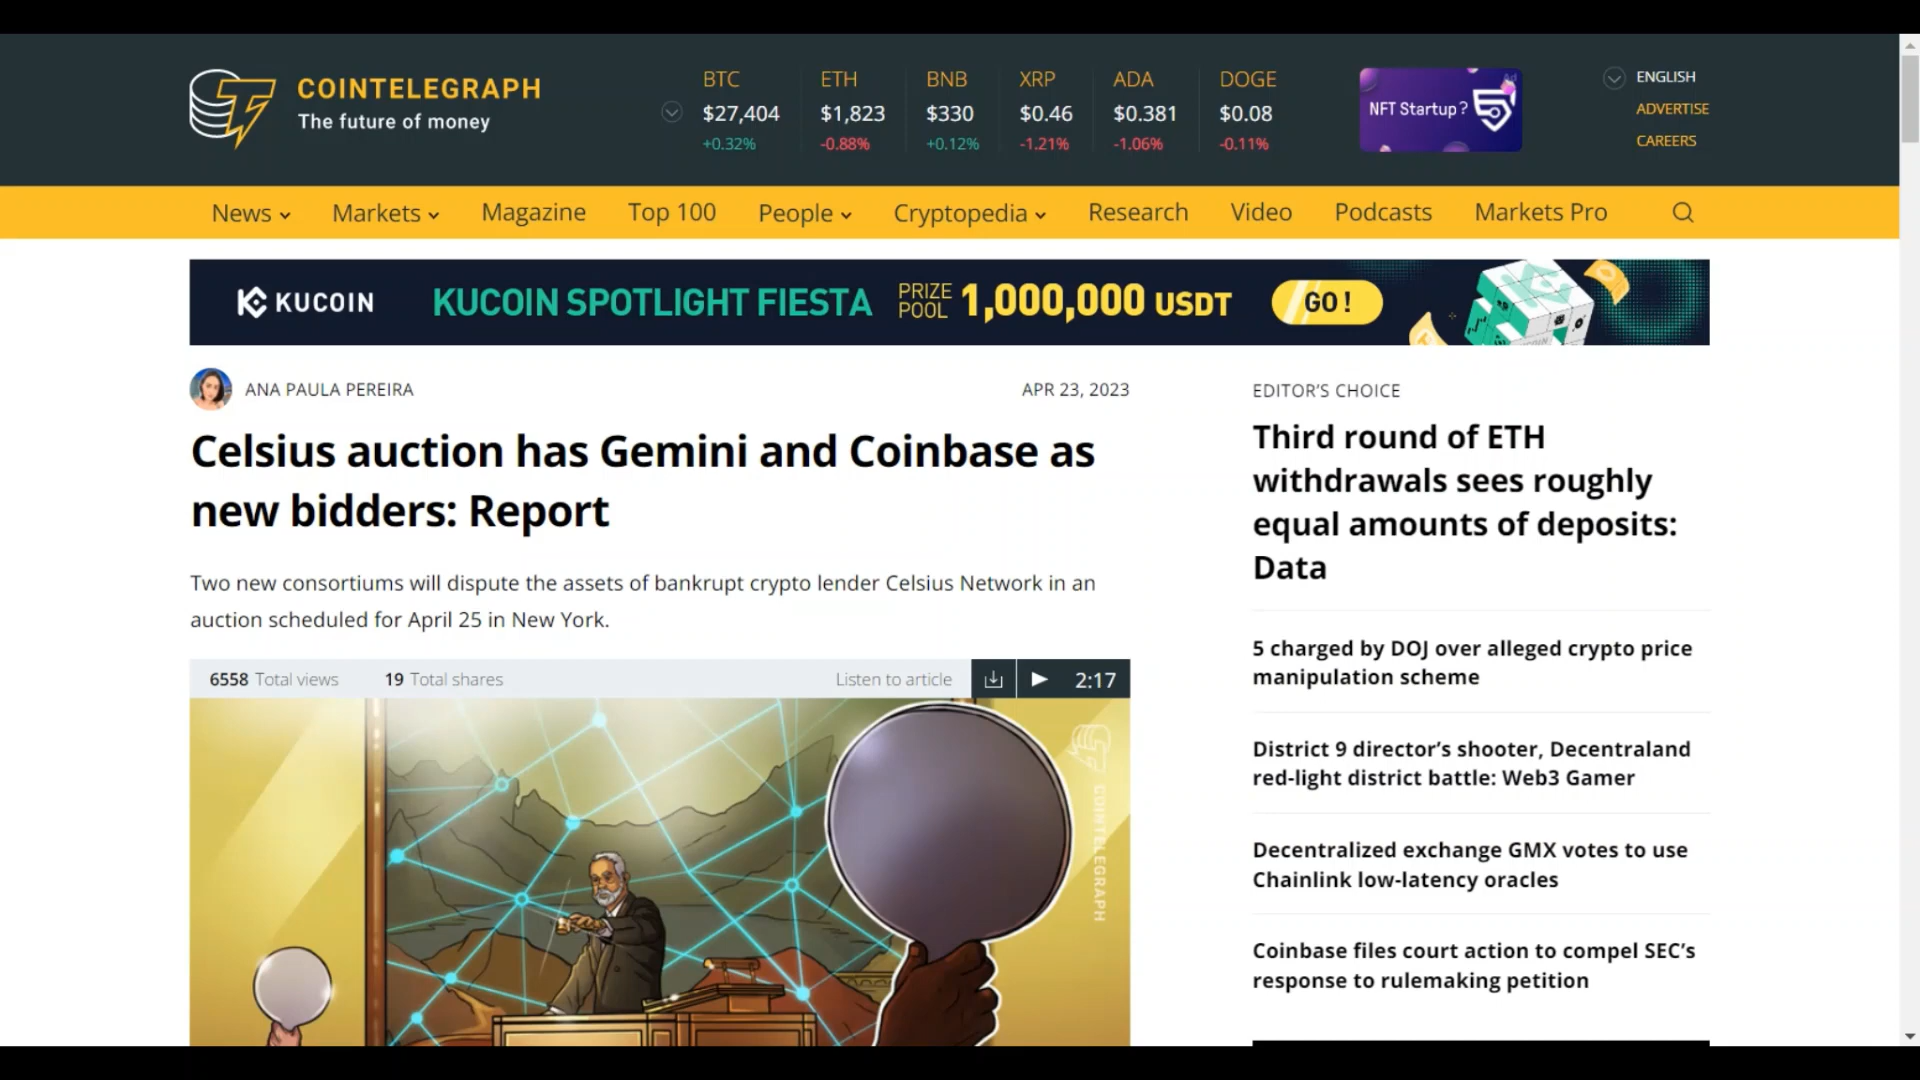 COINTELEGRAPH
The future of money
BTC
$27,404
+0.32%
ETH
$1,823
-0.88%
BNB
$330
+0.12%
XRP
$0.46
-1.21%
ADA
$0.381
-1.06%
DOGE
$0.08
-0.11%
Ad
NFT Startup?
ENGLISH
ADVERTISE
CAREERS
News
Markets
Magazine
Top 100
People
Cryptopedia
Research
Video
Podcasts
Markets Pro
KUCOIN
KUCOIN SPOTLIGHT FIESTA
PRIZE
POOL
1,000,000 USDT
GO!
ANA PAULA PEREIRA
APR 23, 2023
Celsius auction has Gemini and Coinbase as
new bidders: Report
Two new consortiums will dispute the assets of bankrupt crypto lender Celsius Network in an
auction scheduled for April 25 in New York.
6558 Total views
19 Total shares
Listen to article
2:17
COINTELEGRAPH
EDITOR'S CHOICE
Third round of ETH
withdrawals sees roughly
equal amounts of deposits:
Data
5 charged by DOJ over alleged crypto price
manipulation scheme
District 9 director's shooter, Decentraland
red-light district battle: Web3 Gamer
Decentralized exchange GMX votes to use
Chainlink low-latency oracles
Coinbase files court action to compel SEC's
response to rulemaking petition